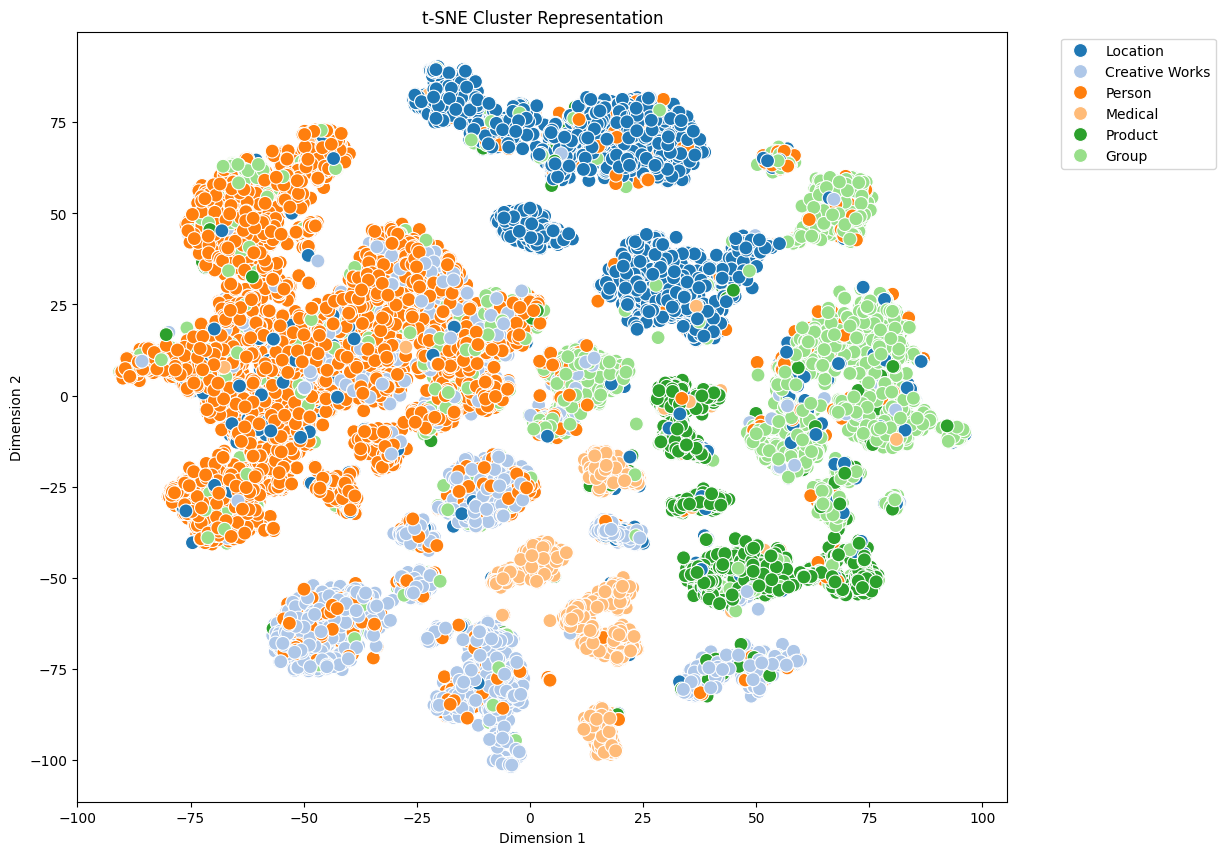 t-SNE Cluster Representation
Location
Creative Works
Person
Medical
Product
Group
75
50
25
0
−25
−50
−75
−100
Dimension 2
−100 −75 −50 −25 0 25 50 75 100
Dimension 1